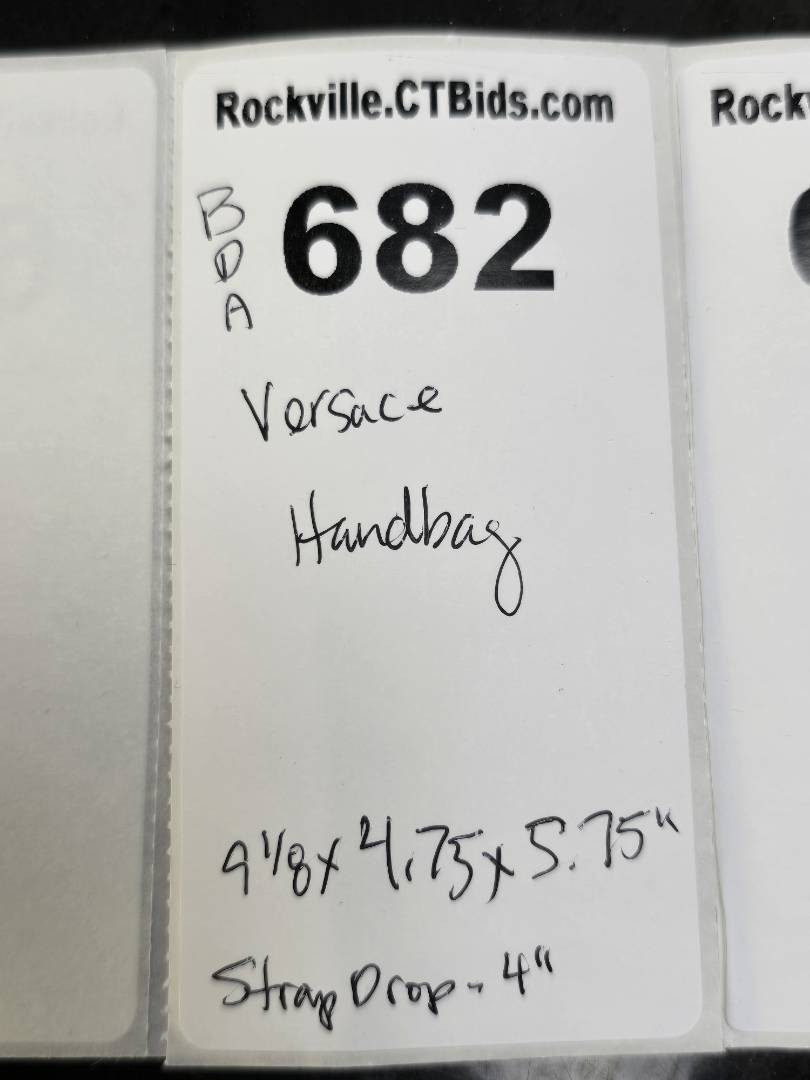 Rockville.CTBids.com
Rock
682
B
D
A
Versace
Handbag
9 1/8 x 4.75 x 5.75"
Strap Drop - 4"